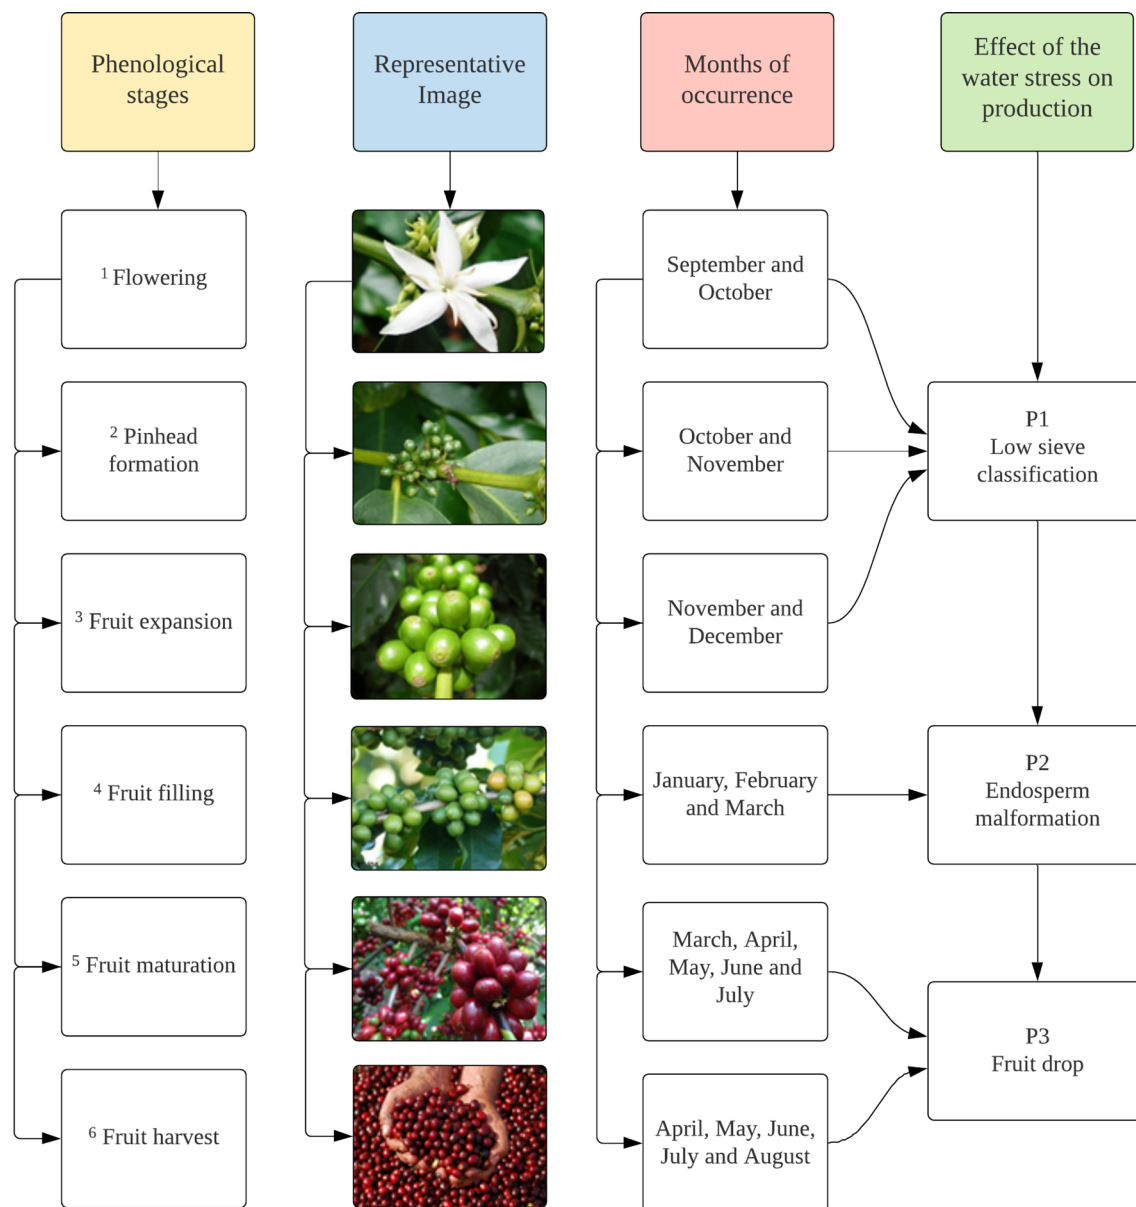 Phenological
stages
Representative
Image
Months of
occurrence
Effect of the
water stress on
production
1 Flowering
September and
October
2 Pinhead
formation
October and
November
P1
Low sieve
classification
3 Fruit expansion
November and
December
4 Fruit filling
January, February
and March
P2
Endosperm
malformation
5 Fruit maturation
March, April,
May, June and
July
P3
Fruit drop
6 Fruit harvest
April, May, June,
July and August